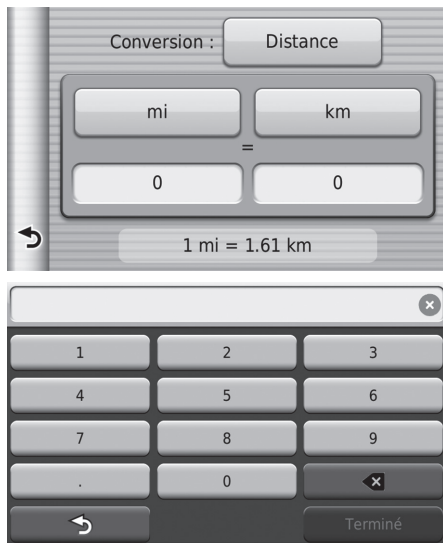 Conversion : Distance
mi km
=
0 0
1 mi = 1.61 km
1 2 3
4 5 6
7 8 9
. 0
Terminé